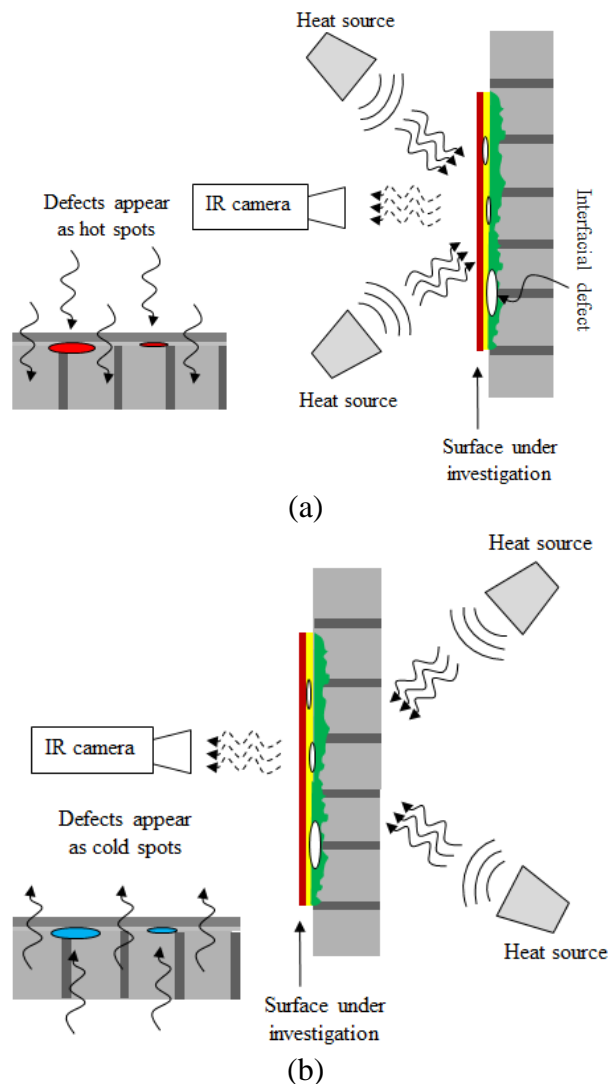 Heat source
IR camera
Defects appear
as hot spots
Interfacial
defect
Heat source
Surface under
investigation
(a)
Heat source
IR camera
Defects appear
as cold spots
Heat source
Surface under
investigation
(b)